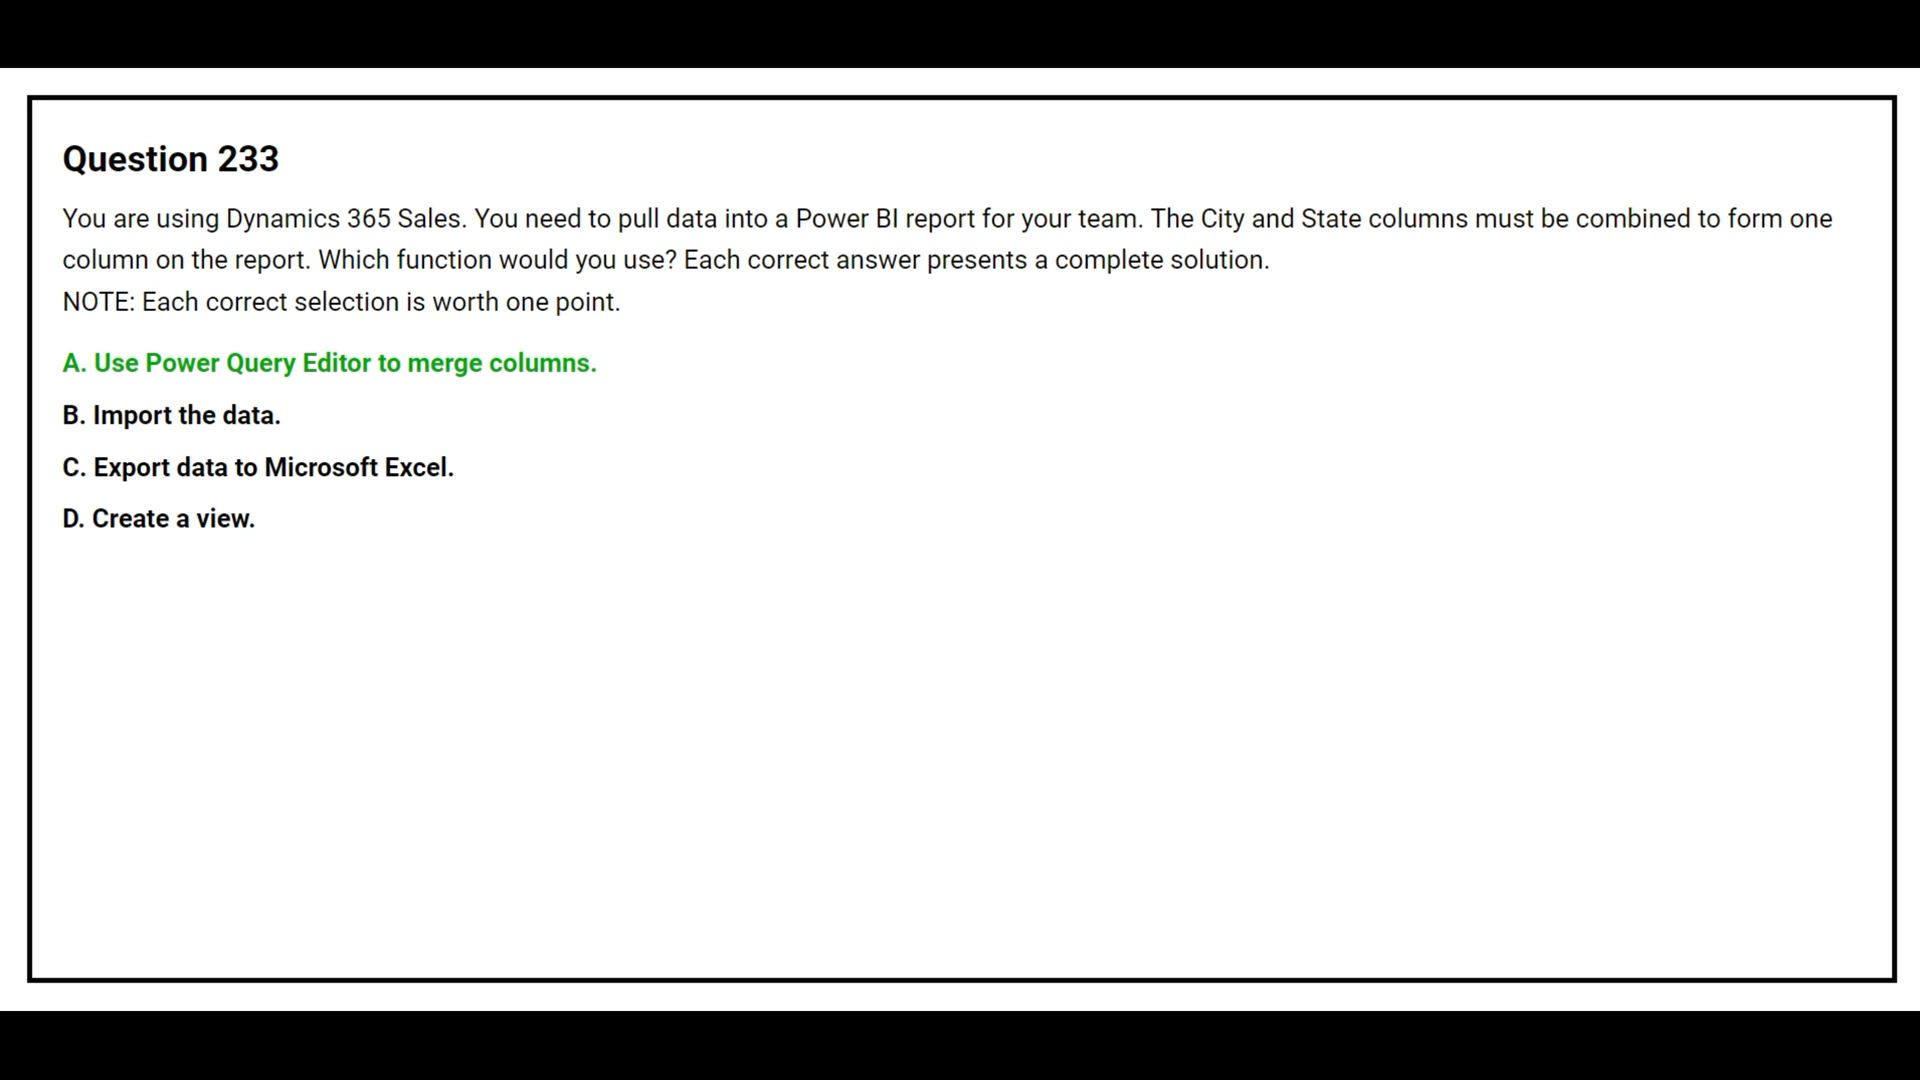 Question 233
You are using Dynamics 365 Sales. You need to pull data into a Power BI report for your team. The City and State columns must be combined to form one
column on the report. Which function would you use? Each correct answer presents a complete solution.
NOTE: Each correct selection is worth one point.
A. Use Power Query Editor to merge columns.
B. Import the data.
C. Export data to Microsoft Excel.
D. Create a view.